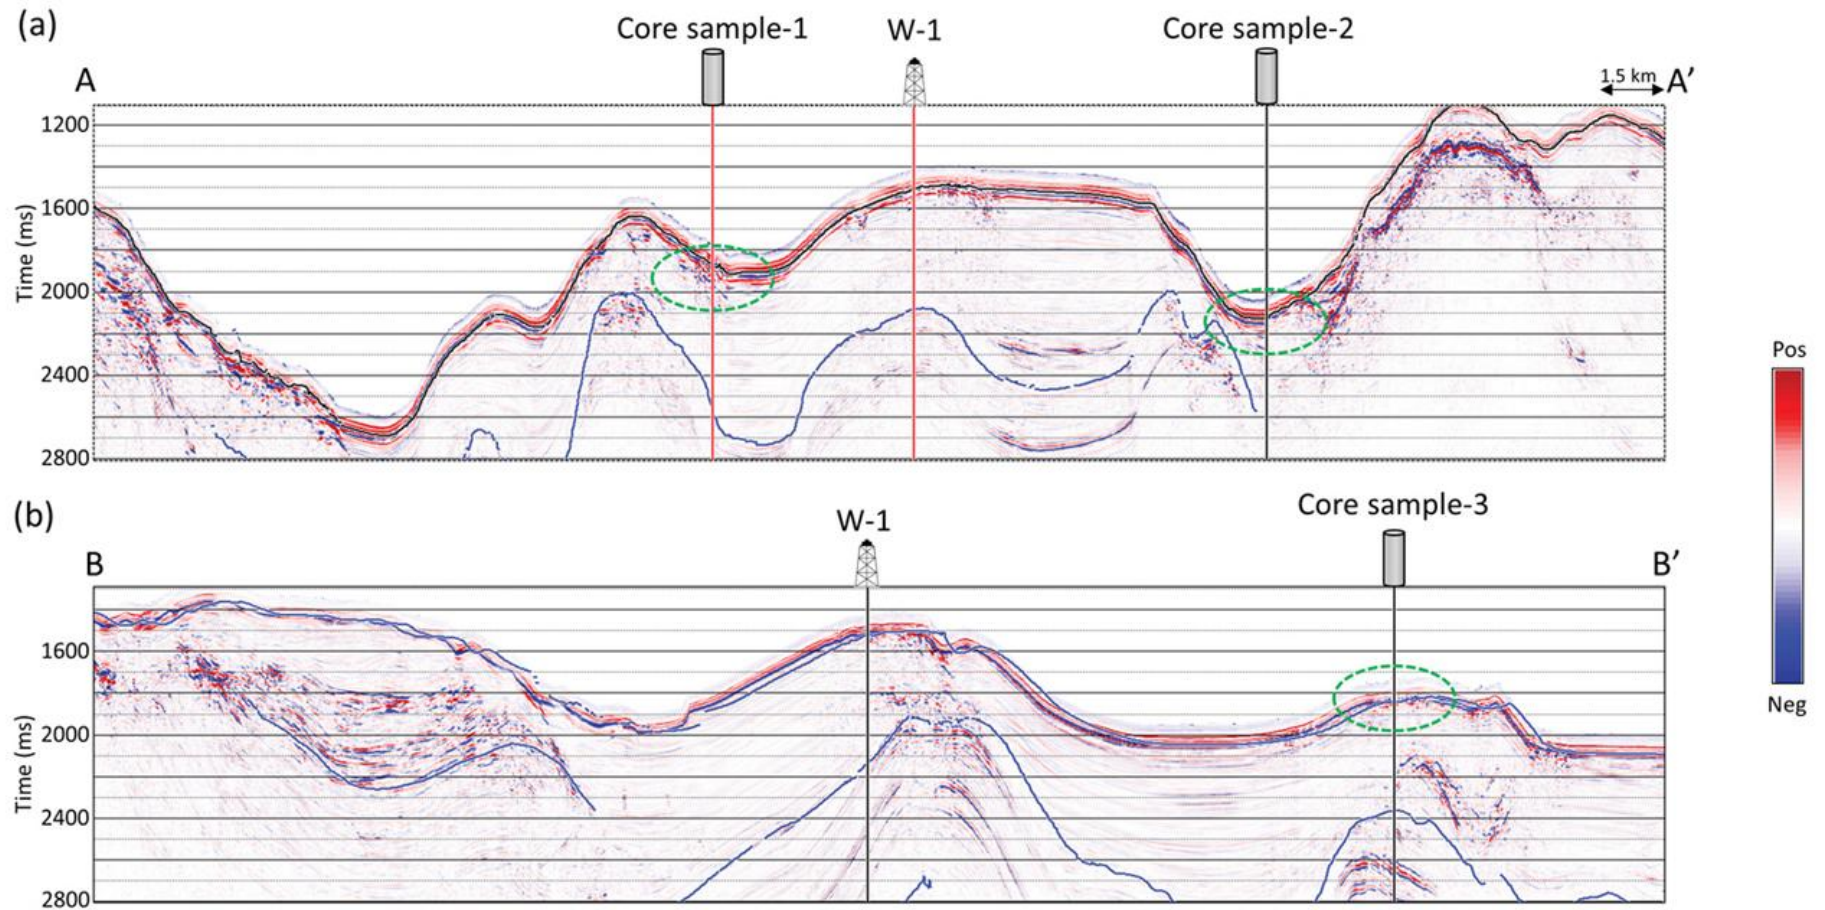 (a)
Core sample-1
W-1
Core sample-2
A
1.5 km
A’
1200
1600
2000
2400
2800
Time (ms)
Pos
Neg
(b)
W-1
Core sample-3
B
B’
1600
2000
2400
2800
Time (ms)